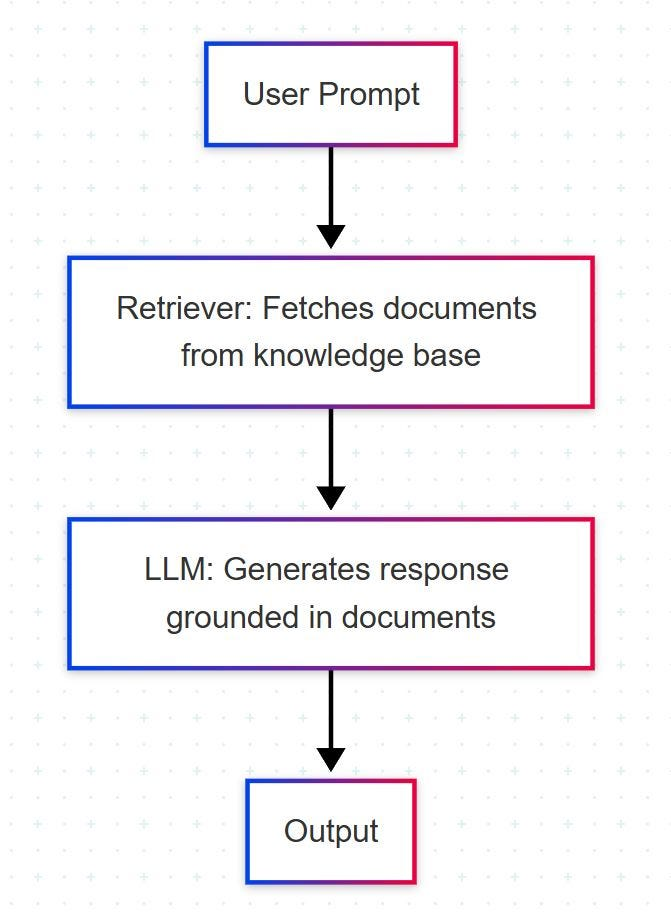 User Prompt
Retriever: Fetches documents
from knowledge base
LLM: Generates response
grounded in documents
Output